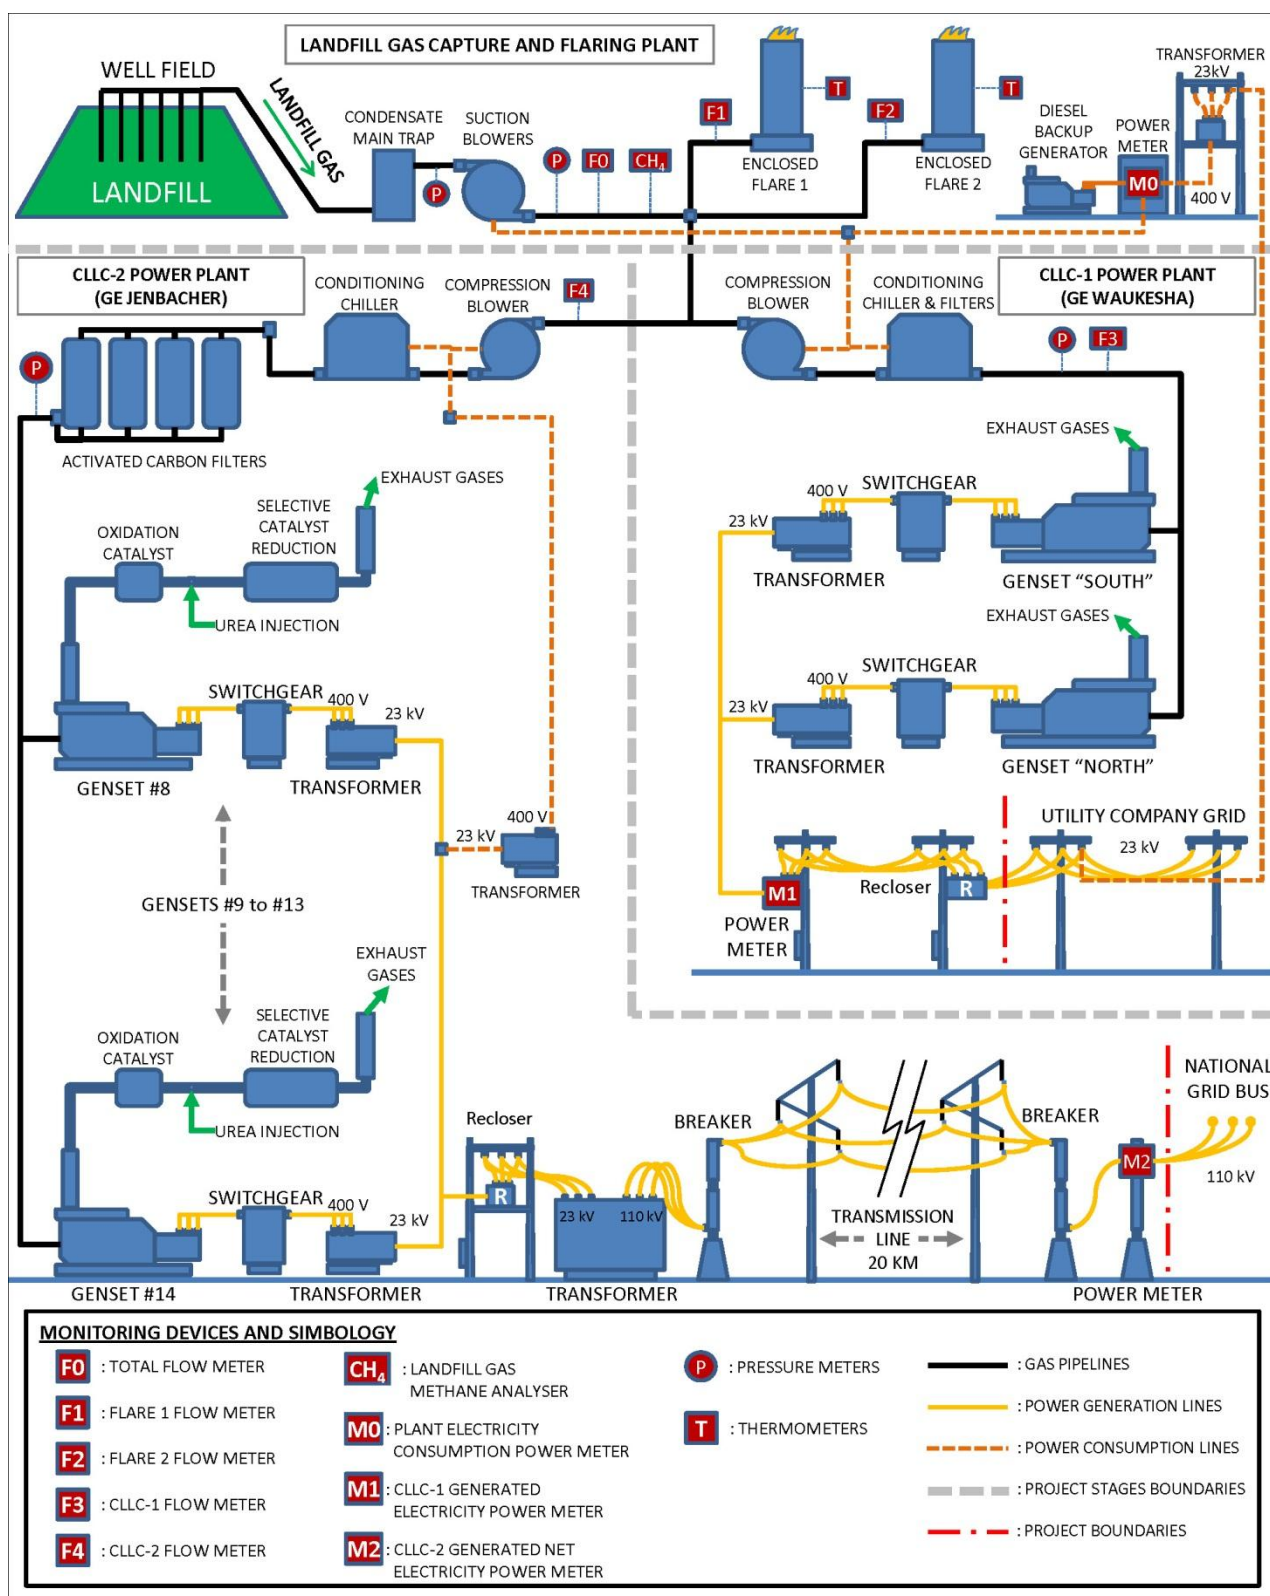 LANDFILL GAS CAPTURE AND FLARING PLANT
WELL FIELD
LANDFILL
LANDFILL GAS
CONDENSATE
MAIN TRAP
P
SUCTION
BLOWERS
P
F0
CH4
F1
T
ENCLOSED
FLARE 1
F2
T
ENCLOSED
FLARE 2
DIESEL
BACKUP
GENERATOR
POWER
METER
M0
TRANSFORMER
23kV
400 V
CLLC-2 POWER PLANT
(GE JENBACHER)
CONDITIONING
CHILLER
COMPRESSION
BLOWER
F4
P
ACTIVATED CARBON FILTERS
EXHAUST GASES
OXIDATION
CATALYST
SELECTIVE
CATALYST
REDUCTION
UREA INJECTION
SWITCHGEAR
400 V
23 kV
GENSET #8
TRANSFORMER
GENSETS #9 to #13
23 kV
400 V
TRANSFORMER
EXHAUST
GASES
OXIDATION
CATALYST
SELECTIVE
CATALYST
REDUCTION
UREA INJECTION
SWITCHGEAR
400 V
23 kV
GENSET #14
TRANSFORMER
CLLC-1 POWER PLANT
(GE WAUKESHA)
COMPRESSION
BLOWER
CONDITIONING
CHILLER & FILTERS
P
F3
EXHAUST GASES
SWITCHGEAR
400 V
23 kV
TRANSFORMER
GENSET “SOUTH”
EXHAUST GASES
SWITCHGEAR
400 V
23 kV
TRANSFORMER
GENSET “NORTH”
M1
POWER
METER
Recloser
R
UTILITY COMPANY GRID
23 kV
Recloser
R
23 kV
110 kV
TRANSFORMER
BREAKER
TRANSMISSION
LINE
20 KM
BREAKER
M2
POWER METER
NATIONAL
GRID BUS
110 kV
MONITORING DEVICES AND SIMBOLOGY
F0 : TOTAL FLOW METER
F1 : FLARE 1 FLOW METER
F2 : FLARE 2 FLOW METER
F3 : CLLC-1 FLOW METER
F4 : CLLC-2 FLOW METER
CH4 : LANDFILL GAS
METHANE ANALYSER
M0 : PLANT ELECTRICITY
CONSUMPTION POWER METER
M1 : CLLC-1 GENERATED
ELECTRICITY POWER METER
M2 : CLLC-2 GENERATED NET
ELECTRICITY POWER METER
P : PRESSURE METERS
T : THERMOMETERS
: GAS PIPELINES
: POWER GENERATION LINES
: POWER CONSUMPTION LINES
: PROJECT STAGES BOUNDARIES
: PROJECT BOUNDARIES